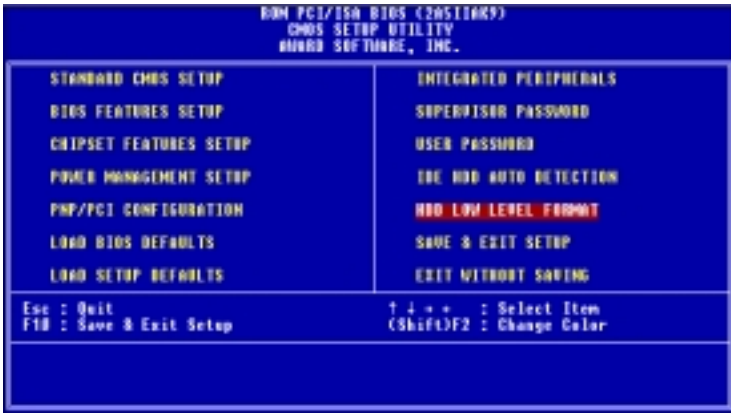 ROM PCI/ISA BIOS (2A5IIAK9)
CMOS SETUP UTILITY
AWARD SOFTWARE, INC.
STANDARD CMOS SETUP
BIOS FEATURES SETUP
CHIPSET FEATURES SETUP
POWER MANAGEMENT SETUP
PNP/PCI CONFIGURATION
LOAD BIOS DEFAULTS
LOAD SETUP DEFAULTS
INTEGRATED PERIPHERALS
SUPERVISOR PASSWORD
USER PASSWORD
IDE HDD AUTO DETECTION
HDD LOW LEVEL FORMAT
SAVE & EXIT SETUP
EXIT WITHOUT SAVING
Esc : Quit
F10 : Save & Exit Setup
↑ ↓ → ← : Select Item
(Shift)F2 : Change Color